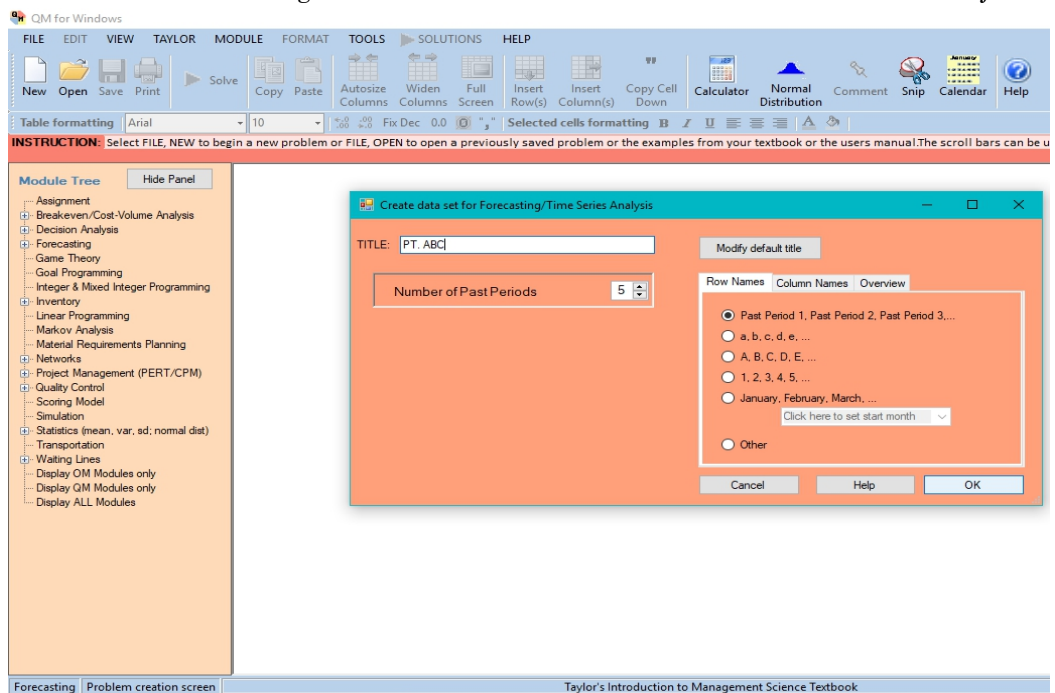 QM for Windows
FILE EDIT VIEW TAYLOR MODULE FORMAT TOOLS SOLUTIONS HELP
New Open Save Print Solve Copy Paste Autosize Columns Widen Columns Full Screen Insert Row(s) Insert Column(s) Copy Cell Down Calculator Normal Distribution Comment Snip Calendar Help
Table formatting Arial 10 Fix Dec 0.0 Selected cells formatting B I U A
INSTRUCTION: Select FILE, NEW to begin a new problem or FILE, OPEN to open a previously saved problem or the examples from your textbook or the users manual.The scroll bars can be u
Module Tree Hide Panel
Assignment
Breakeven/Cost-Volume Analysis
Decision Analysis
Forecasting
Game Theory
Goal Programming
Integer & Mixed Integer Programming
Inventory
Linear Programming
Markov Analysis
Material Requirements Planning
Networks
Project Management (PERT/CPM)
Quality Control
Scoring Model
Simulation
Statistics (mean, var, sd; normal dist)
Transportation
Waiting Lines
Display OM Modules only
Display QM Modules only
Display ALL Modules
Create data set for Forecasting/Time Series Analysis
TITLE: PT. ABC
Modify default title
Number of Past Periods 5
Row Names Column Names Overview
Past Period 1, Past Period 2, Past Period 3,...
a, b, c, d, e, ...
A, B, C, D, E, ...
1, 2, 3, 4, 5, ...
January, February, March, ...
Click here to set start month
Other
Cancel Help OK
Forecasting Problem creation screen Taylor's Introduction to Management Science Textbook